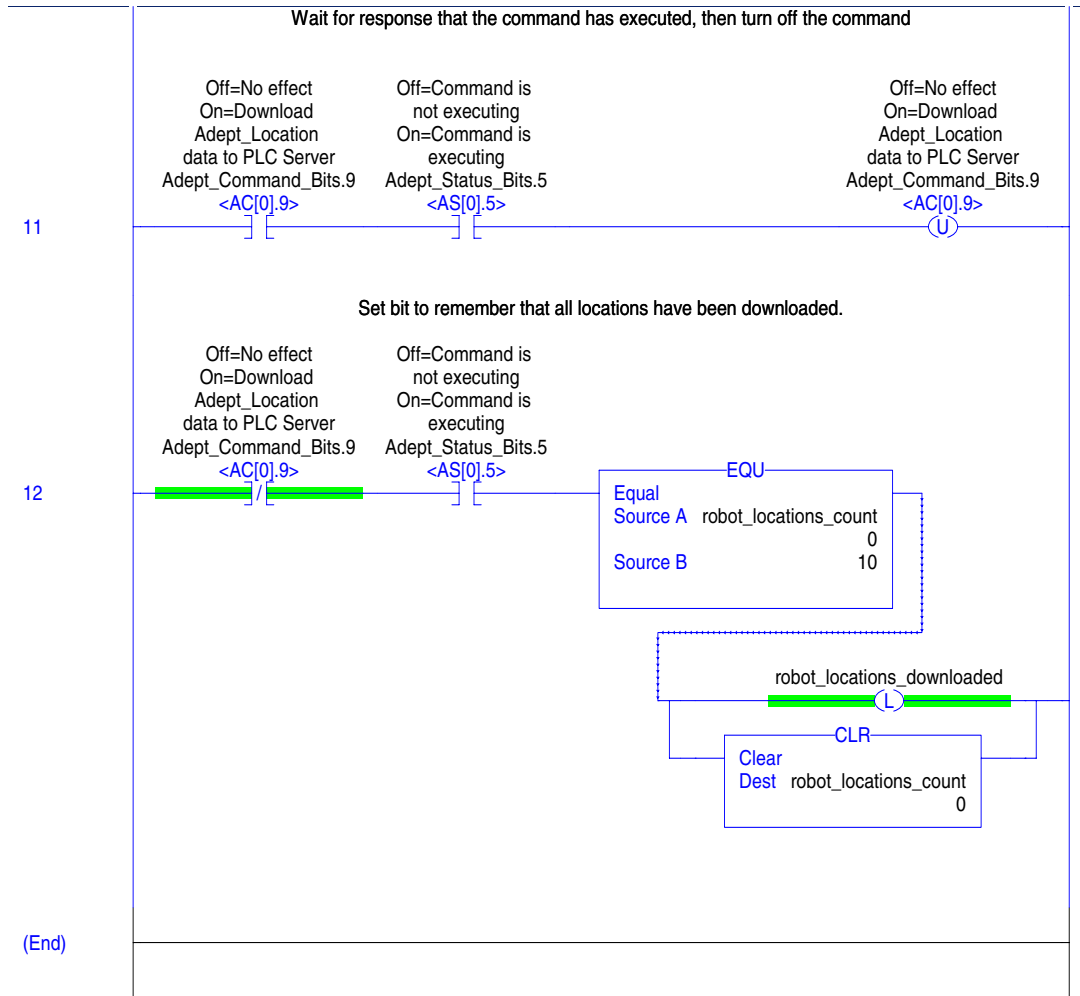 Wait for response that the command has executed, then turn off the command
Off=No effect
On=Download
Adept_Location
data to PLC Server
Adept_Command_Bits.9
<AC[0].9>
Off=Command is
not executing
On=Command is
executing
Adept_Status_Bits.5
<AS[0].5>
Off=No effect
On=Download
Adept_Location
data to PLC Server
Adept_Command_Bits.9
<AC[0].9>
11
U
Set bit to remember that all locations have been downloaded.
Off=No effect
On=Download
Adept_Location
data to PLC Server
Adept_Command_Bits.9
<AC[0].9>
Off=Command is
not executing
On=Command is
executing
Adept_Status_Bits.5
<AS[0].5>
12
/
EQU
Equal
Source A robot_locations_count
0
Source B 10
robot_locations_downloaded
L
CLR
Clear
Dest robot_locations_count
0
(End)